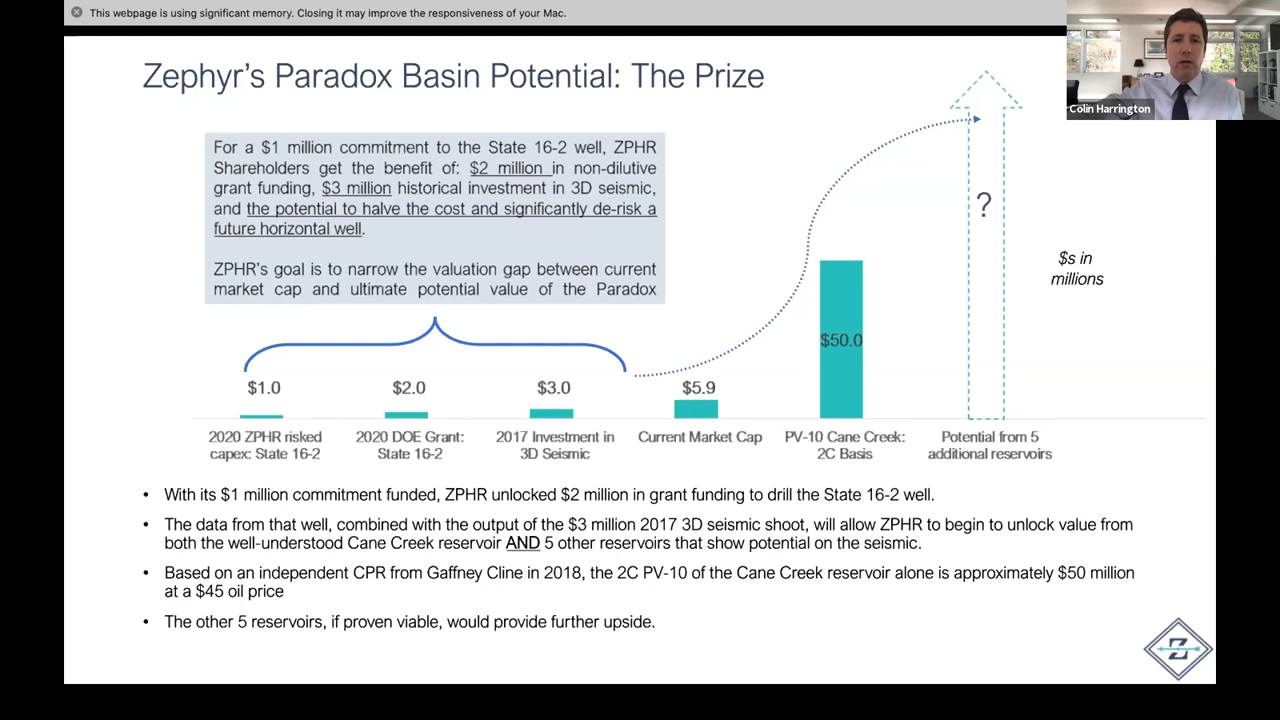 This webpage is using significant memory. Closing it may improve the responsiveness of your Mac.
Colin Harrington
Zephyr's Paradox Basin Potential: The Prize
For a $1 million commitment to the State 16-2 well, ZPHR
Shareholders get the benefit of: $2 million in non-dilutive
grant funding, $3 million historical investment in 3D seismic,
and the potential to halve the cost and significantly de-risk a
future horizontal well.
ZPHR's goal is to narrow the valuation gap between current
market cap and ultimate potential value of the Paradox
?
$s in
millions
$1.0
$2.0
$3.0
$5.9
$50.0
2020 ZPHR risked
capex: State 16-2
2020 DOE Grant:
State 16-2
2017 Investment in
3D Seismic
Current Market Cap
PV-10 Cane Creek:
2C Basis
Potential from 5
additional reservoirs
• With its $1 million commitment funded, ZPHR unlocked $2 million in grant funding to drill the State 16-2 well.
• The data from that well, combined with the output of the $3 million 2017 3D seismic shoot, will allow ZPHR to begin to unlock value from
both the well-understood Cane Creek reservoir AND 5 other reservoirs that show potential on the seismic.
• Based on an independent CPR from Gaffney Cline in 2018, the 2C PV-10 of the Cane Creek reservoir alone is approximately $50 million
at a $45 oil price
• The other 5 reservoirs, if proven viable, would provide further upside.
Z